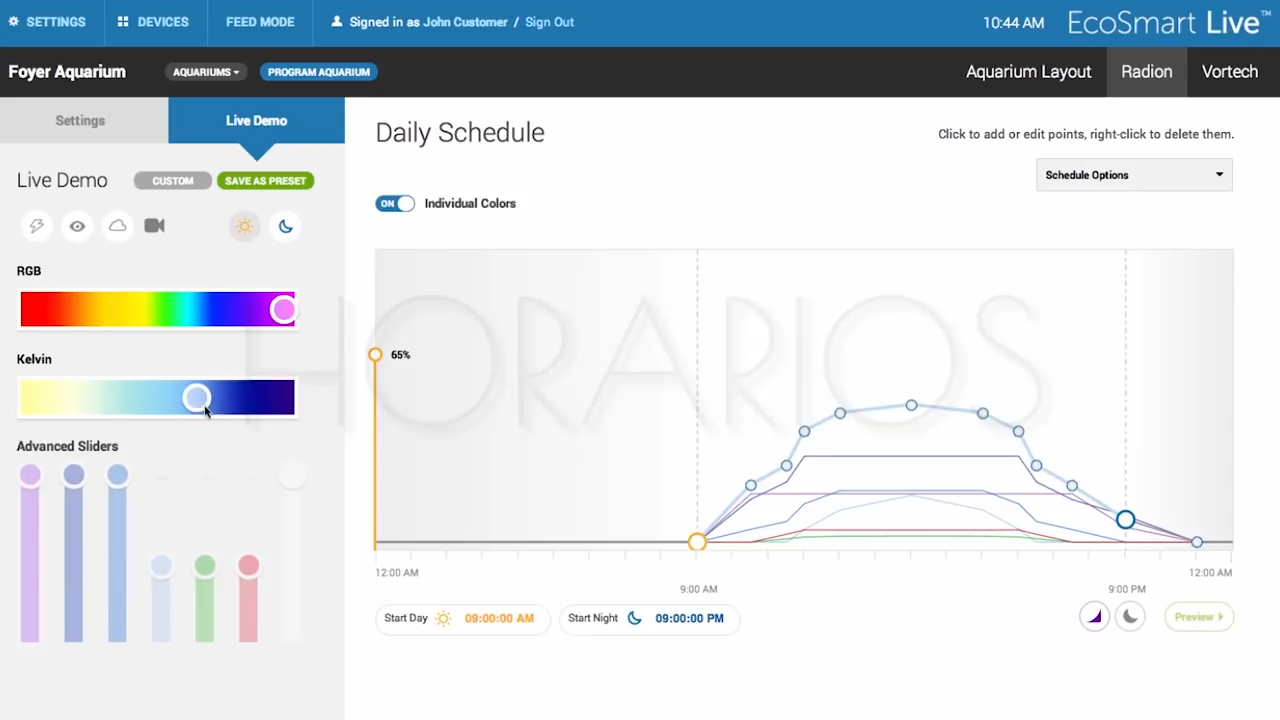 SETTINGS
DEVICES
FEED MODE
Signed in as John Customer / Sign Out
10:44 AM
EcoSmart Live™
Foyer Aquarium
AQUARIUMS
PROGRAM AQUARIUM
Aquarium Layout
Radion
Vortech
Settings
Live Demo
Daily Schedule
Click to add or edit points, right-click to delete them.
Live Demo
CUSTOM
SAVE AS PRESET
Schedule Options
ON
Individual Colors
RGB
HORARIOS
Kelvin
65%
Advanced Sliders
12:00 AM
9:00 AM
9:00 PM
12:00 AM
Start Day
09:00:00 AM
Start Night
09:00:00 PM
Preview